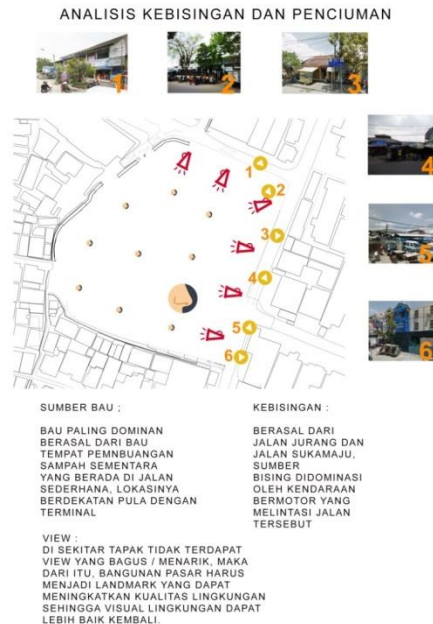 ANALISIS KEBISINGAN DAN PENCIUMAN
1
2
3
4
5
6
1
2
3
4
5
6
SUMBER BAU ;
BAU PALING DOMINAN
BERASAL DARI BAU
TEMPAT PEMNBUANGAN
SAMPAH SEMENTARA
YANG BERADA DI JALAN
SEDERHANA, LOKASINYA
BERDEKATAN PULA DENGAN
TERMINAL
KEBISINGAN :
BERASAL DARI
JALAN JURANG DAN
JALAN SUKAMAJU,
SUMBER
BISING DIDOMINASI
OLEH KENDARAAN
BERMOTOR YANG
MELINTASI JALAN
TERSEBUT
VIEW :
DI SEKITAR TAPAK TIDAK TERDAPAT
VIEW YANG BAGUS / MENARIK, MAKA
DARI ITU, BANGUNAN PASAR HARUS
MENJADI LANDMARK YANG DAPAT
MENINGKATKAN KUALITAS LINGKUNGAN
SEHINGGA VISUAL LINGKUNGAN DAPAT
LEBIH BAIK KEMBALI.